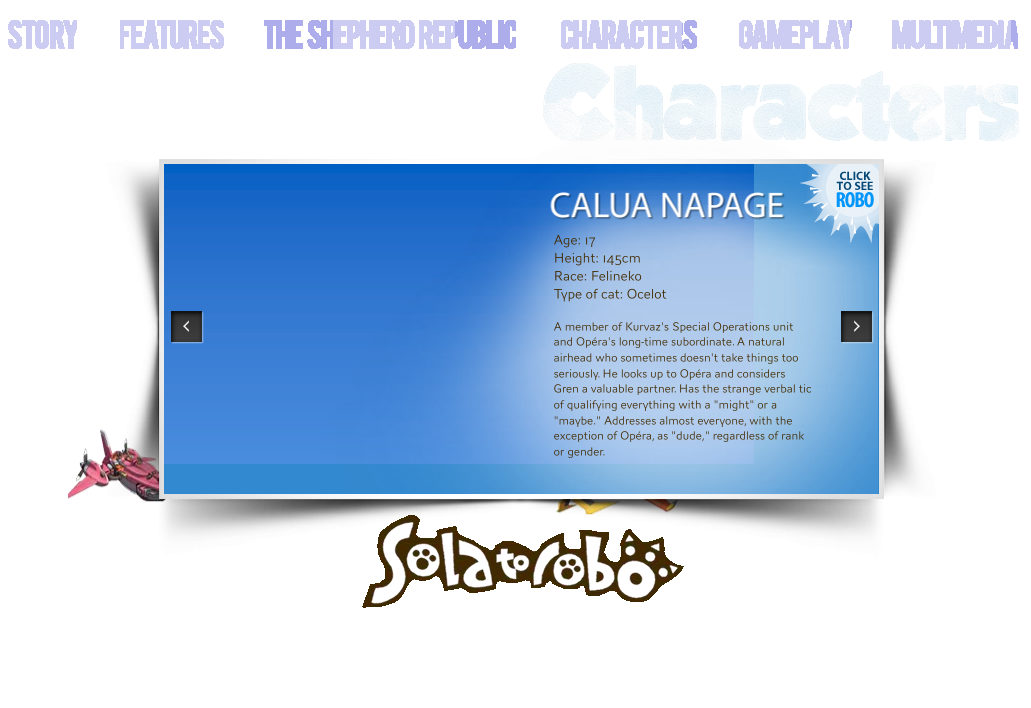 STORY FEATURES THE SHEPHERD REPUBLIC CHARACTERS GAMEPLAY MULTIMEDIA
Characters
CLICK
TO SEE
ROBO
CALUA NAPAGE
Age: 17
Height: 145cm
Race: Felineko
Type of cat: Ocelot
A member of Kurvaz's Special Operations unit
and Opéra's long-time subordinate. A natural
airhead who sometimes doesn't take things too
seriously. He looks up to Opéra and considers
Gren a valuable partner. Has the strange verbal tic
of qualifying everything with a "might" or a
"maybe." Addresses almost everyone, with the
exception of Opéra, as "dude," regardless of rank
or gender.
Solatorobo